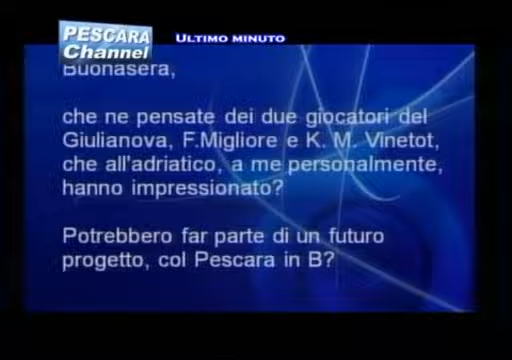 PESCARA
Channel
ULTIMO MINUTO
Buonasera,
che ne pensate dei due giocatori del
Giulianova, F.Migliore e K. M. Vinetot,
che all'adriatico, a me personalmente,
hanno impressionato?
Potrebbero far parte di un futuro
progetto, col Pescara in B?